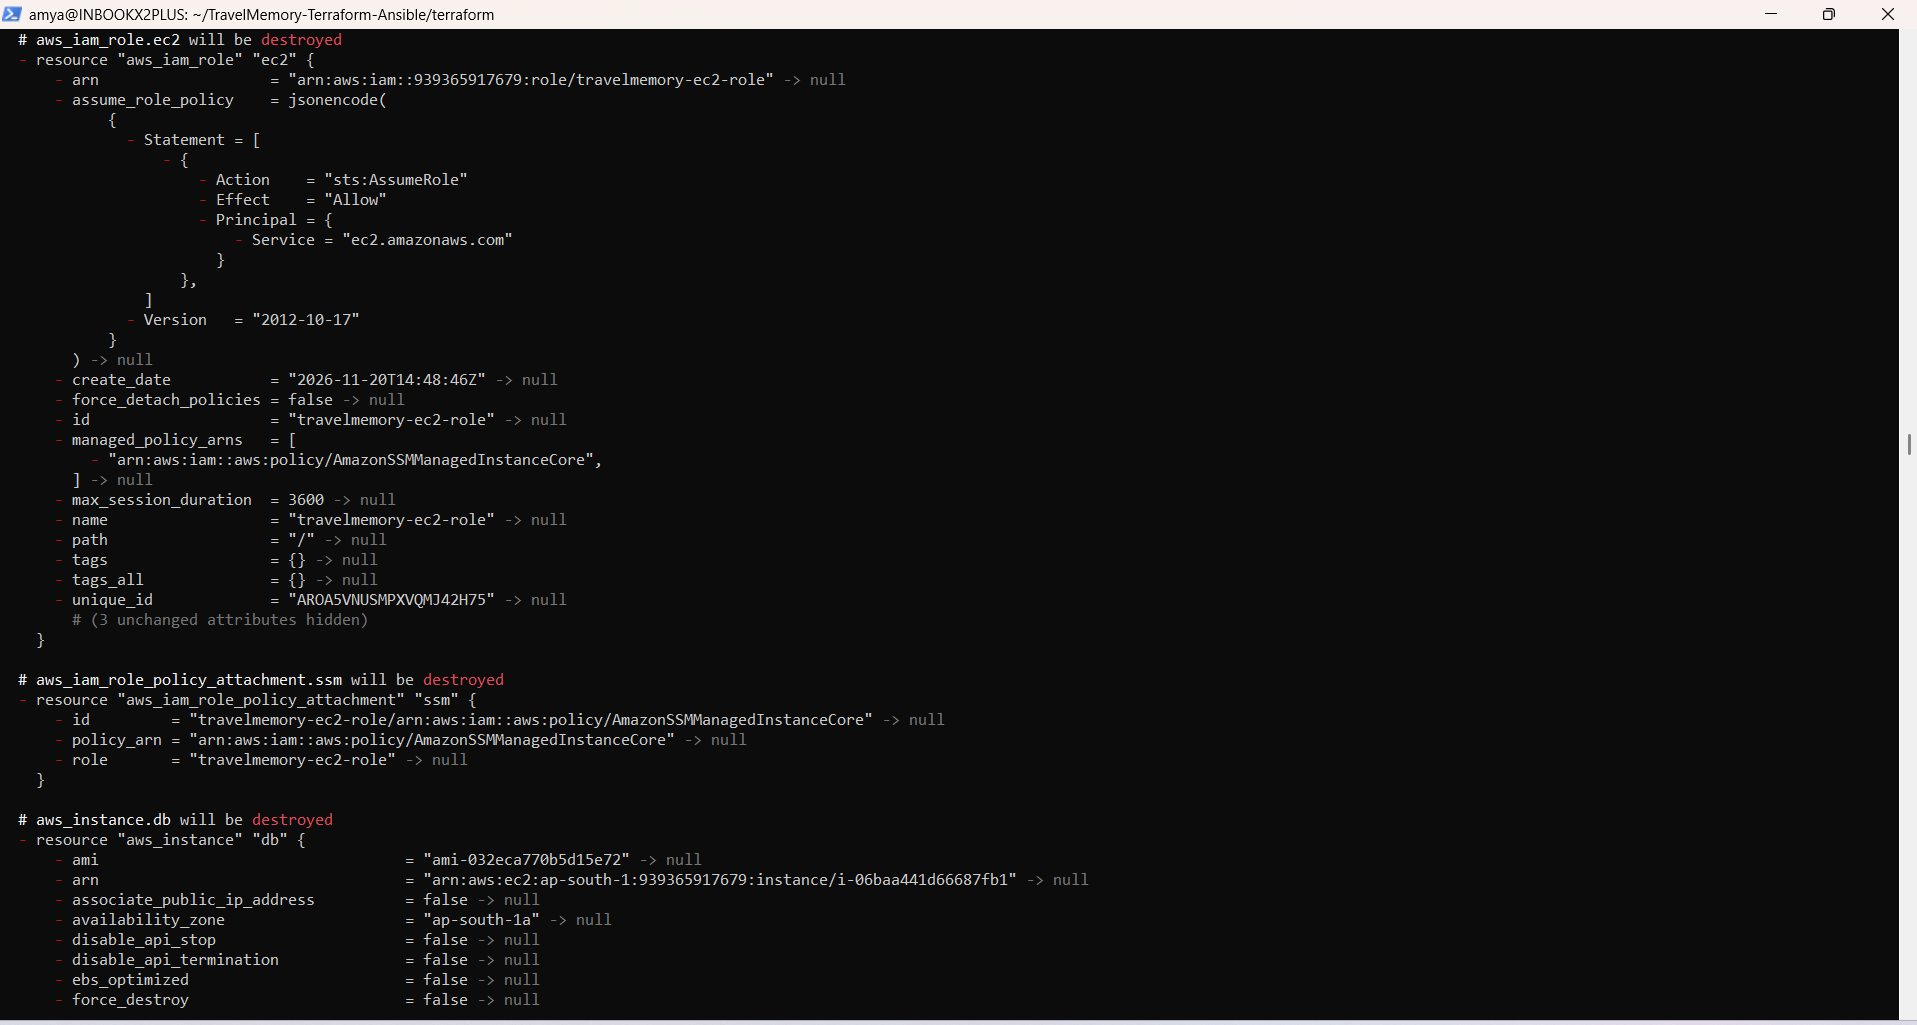 amya@INBOOKX2PLUS: ~/TravelMemory-Terraform-Ansible/terraform
# aws_iam_role.ec2 will be destroyed
- resource "aws_iam_role" "ec2" {
    - arn                   = "arn:aws:iam::939365917679:role/travelmemory-ec2-role" -> null
    - assume_role_policy    = jsonencode(
          {
            - Statement = [
                - {
                    - Action    = "sts:AssumeRole"
                    - Effect    = "Allow"
                    - Principal = {
                        - Service = "ec2.amazonaws.com"
                      }
                  },
              ]
            - Version   = "2012-10-17"
          }
      ) -> null
    - create_date           = "2026-11-20T14:48:46Z" -> null
    - force_detach_policies = false -> null
    - id                    = "travelmemory-ec2-role" -> null
    - managed_policy_arns   = [
        - "arn:aws:iam::aws:policy/AmazonSSMManagedInstanceCore",
      ] -> null
    - max_session_duration  = 3600 -> null
    - name                  = "travelmemory-ec2-role" -> null
    - path                  = "/" -> null
    - tags                  = {} -> null
    - tags_all              = {} -> null
    - unique_id             = "AROA5VNUSMPXVQMJ42H75" -> null
      # (3 unchanged attributes hidden)
  }
# aws_iam_role_policy_attachment.ssm will be destroyed
- resource "aws_iam_role_policy_attachment" "ssm" {
    - id         = "travelmemory-ec2-role/arn:aws:iam::aws:policy/AmazonSSMManagedInstanceCore" -> null
    - policy_arn = "arn:aws:iam::aws:policy/AmazonSSMManagedInstanceCore" -> null
    - role       = "travelmemory-ec2-role" -> null
  }
# aws_instance.db will be destroyed
- resource "aws_instance" "db" {
    - ami                                  = "ami-032eca770b5d15e72" -> null
    - arn                                  = "arn:aws:ec2:ap-south-1:939365917679:instance/i-06baa441d66687fb1" -> null
    - associate_public_ip_address          = false -> null
    - availability_zone                    = "ap-south-1a" -> null
    - disable_api_stop                     = false -> null
    - disable_api_termination              = false -> null
    - ebs_optimized                        = false -> null
    - force_destroy                        = false -> null